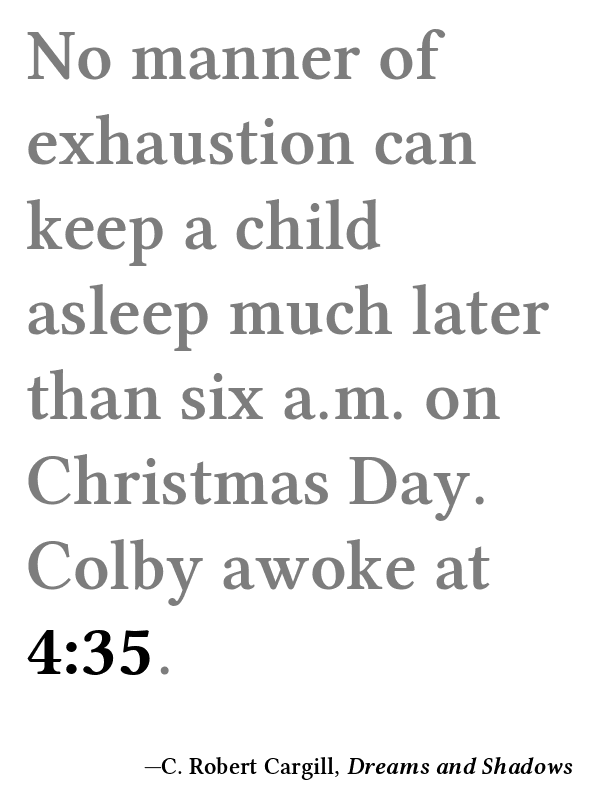 No manner of
exhaustion can
keep a child
asleep much later
than six a.m. on
Christmas Day.
Colby awoke at
4:35.
—C. Robert Cargill, Dreams and Shadows